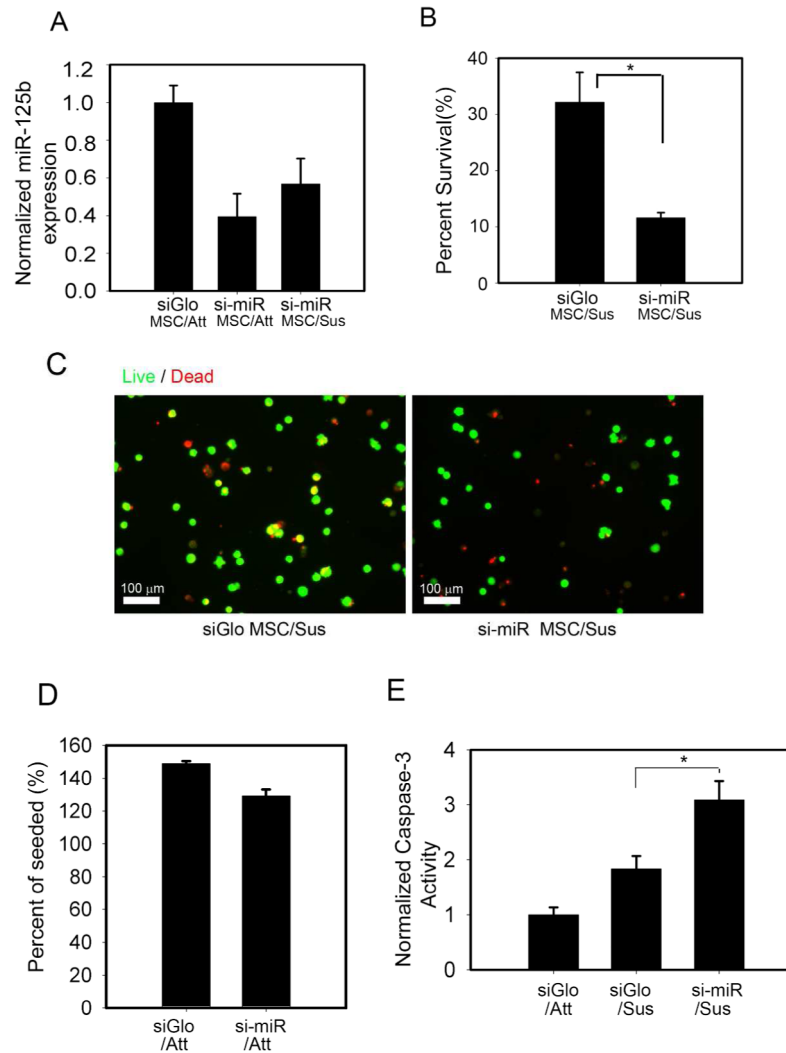 A
Normalized miR-125b
expression
1.2
1.0
0.8
0.6
0.4
0.2
0.0
siGlo si-miR si-miR
MSC/Att MSC/Att MSC/Sus
B
Percent Survival(%)
40
30
20
10
0
*
siGlo si-miR
MSC/Sus MSC/Sus
C
Live / Dead
100 μm
100 μm
siGlo MSC/Sus
si-miR MSC/Sus
D
Percent of seeded (%)
160
140
120
100
80
60
40
20
0
siGlo si-miR
/Att /Att
E
Normalized Caspase-3
Activity
4
3
2
1
0
*
siGlo siGlo si-miR
/Att /Sus /Sus